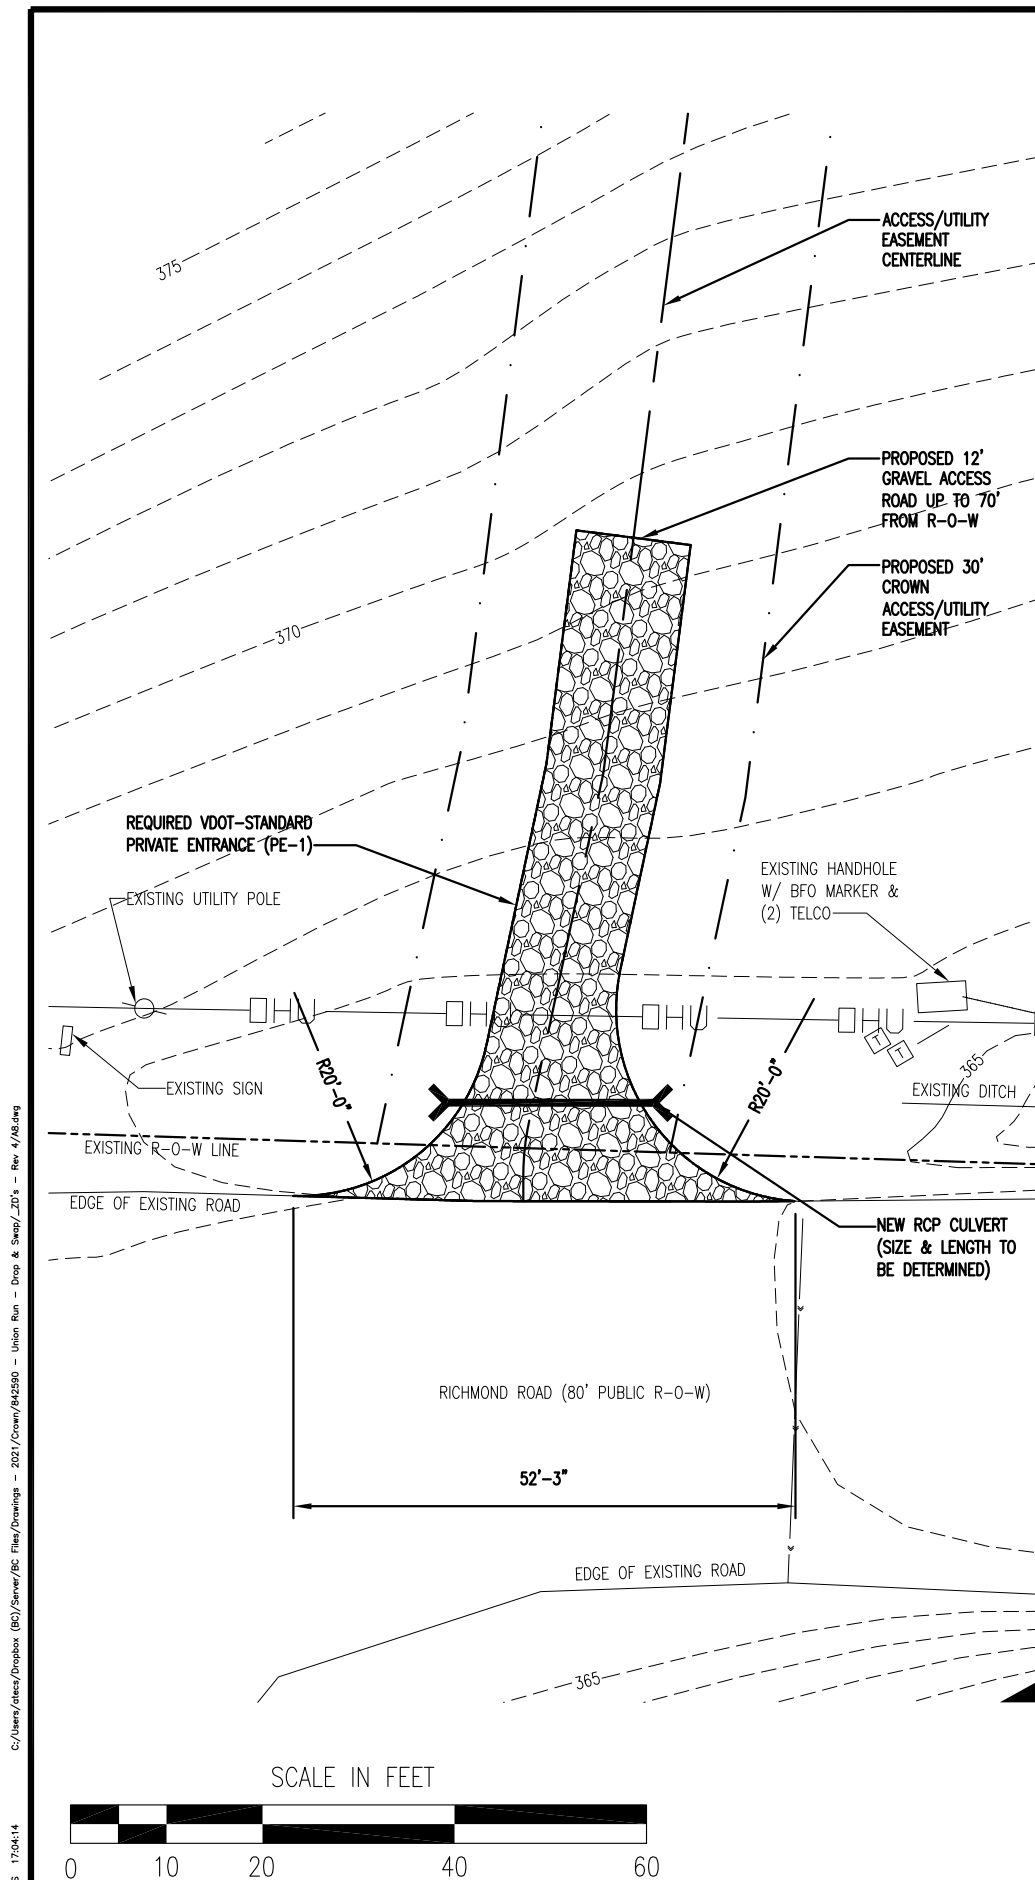 375
ACCESS/UTILITY
EASEMENT
CENTERLINE
PROPOSED 12'
GRAVEL ACCESS
ROAD UP TO 70'
FROM R-O-W
PROPOSED 30'
CROWN
ACCESS/UTILITY
EASEMENT
370
REQUIRED VDOT-STANDARD
PRIVATE ENTRANCE (PE-1)
EXISTING HANDHOLE
W/ BFO MARKER &
(2) TELCO
EXISTING UTILITY POLE
OHU
OH
OHU
OHU
T
T
365
R20'-0"
R20'-0"
EXISTING SIGN
EXISTING DITCH
EXISTING R-O-W LINE
EDGE OF EXISTING ROAD
NEW RCP CULVERT
(SIZE & LENGTH TO
BE DETERMINED)
RICHMOND ROAD (80' PUBLIC R-O-W)
52'-3"
EDGE OF EXISTING ROAD
365
SCALE IN FEET
0 10 20 40 60
S 17:04:14 C:/Users/atecs/Dropbox (BC)/Server/BC Files/Drawings - 2021/Crown/842590 - Union Run - Drop & Swap/_ZD's - Rev 4/A8.dwg